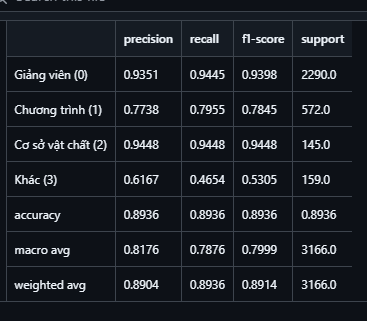 precision recall f1-score support
Giảng viên (0) 0.9351 0.9445 0.9398 2290.0
Chương trình (1) 0.7738 0.7955 0.7845 572.0
Cơ sở vật chất (2) 0.9448 0.9448 0.9448 145.0
Khác (3) 0.6167 0.4654 0.5305 159.0
accuracy 0.8936 0.8936 0.8936 0.8936
macro avg 0.8176 0.7876 0.7999 3166.0
weighted avg 0.8904 0.8936 0.8914 3166.0